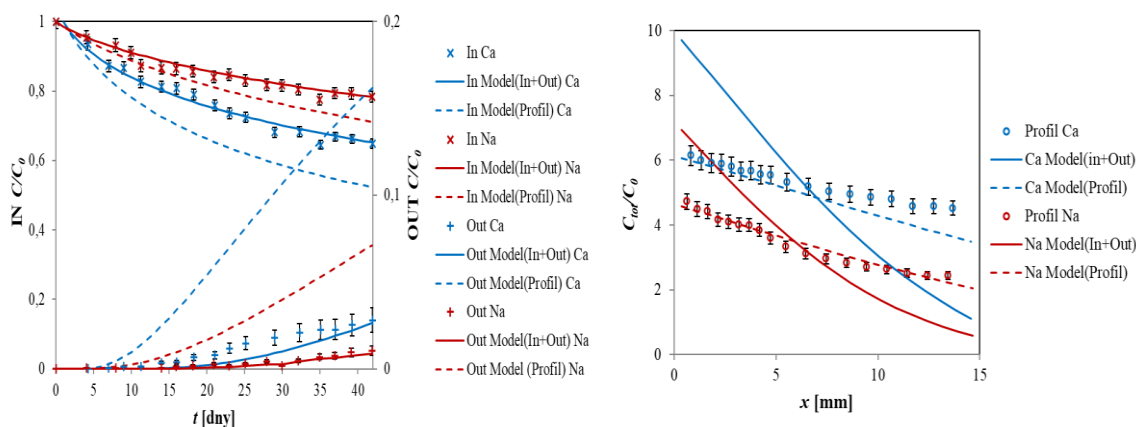 1
0,8
0,6
0,4
0,2
0
IN C/C0
0,2
0,1
0
OUT C/C0
0
5
10
15
20
25
30
35
40
t [dny]
In Ca
In Model(In+Out) Ca
In Model(Profil) Ca
In Na
In Model(In+Out) Na
In Model(Profil) Na
Out Ca
Out Model(In+Out) Ca
Out Model(Profil) Ca
Out Na
Out Model(In+Out) Na
Out Model (Profil) Na
10
8
6
4
2
0
Ctot/C0
0
5
10
15
x [mm]
Profil Ca
Ca Model(in+Out)
Ca Model(Profil)
Profil Na
Na Model(In+Out)
Na Model(Profil)